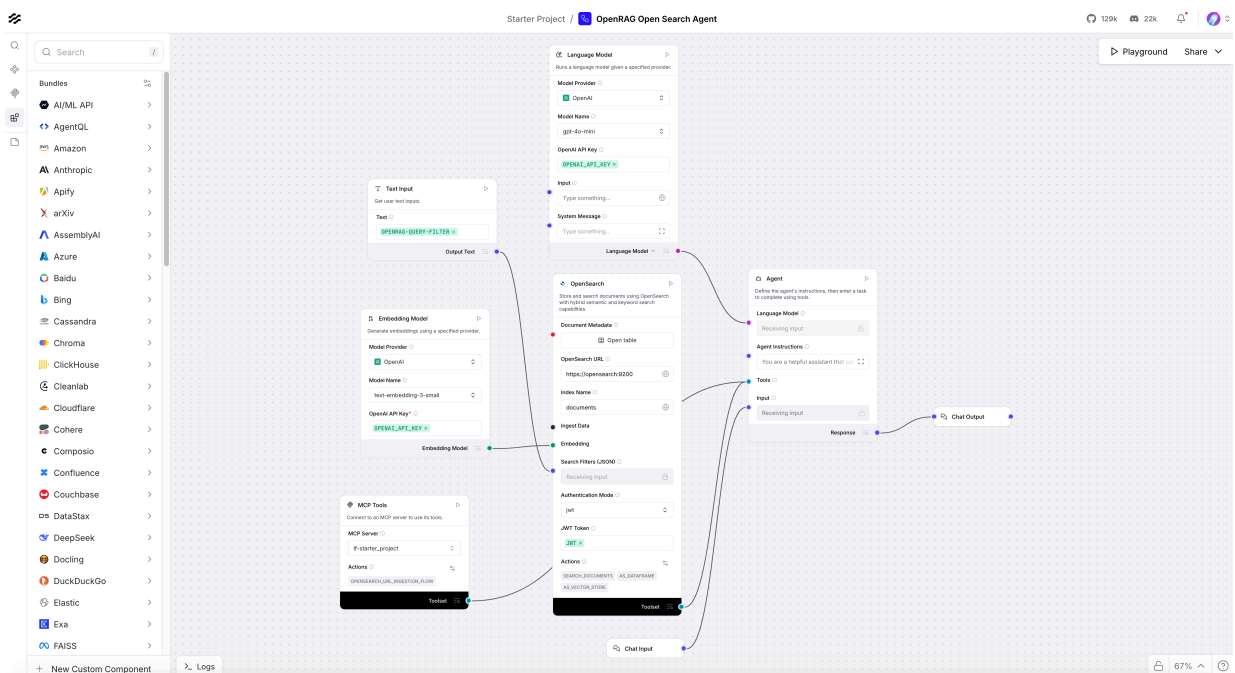 Starter Project / OpenRAG Open Search Agent
129k
22k
Search /
Playground
Share
Bundles
AI/ML API
AgentQL
Amazon
Anthropic
Apify
arXiv
AssemblyAI
Azure
Baidu
Bing
Cassandra
Chroma
ClickHouse
Cleanlab
Cloudflare
Cohere
Composio
Confluence
Couchbase
DataStax
DeepSeek
Docling
DuckDuckGo
Elastic
Exa
FAISS
+ New Custom Component
>_ Logs
Language Model
Runs a language model given a specified provider.
Model Provider
OpenAI
Model Name
gpt-4o-mini
OpenAI API Key
OPENAI_API_KEY ×
Input
Type something...
System Message
Type something...
Language Model
Text Input
Get user text inputs.
Text
OPENRAG-QUERY-FILTER ×
Output Text
Embedding Model
Generate embeddings using a specified provider.
Model Provider
OpenAI
Model Name
text-embedding-3-small
OpenAI API Key*
OPENAI_API_KEY ×
Embedding Model
MCP Tools
Connect to an MCP server to use its tools.
MCP Server
lf-starter_project
Actions
OPENSEARCH_URL_INGESTION_FLOW
Toolset
OpenSearch
Store and search documents using OpenSearch
with hybrid semantic and keyword search
capabilities.
Document Metadata
Open table
OpenSearch URL
https://opensearch:9200
Index Name
documents
Ingest Data
Embedding
Search Filters (JSON)
Receiving input
Authentication Mode
jwt
JWT Token
JWT ×
Actions
SEARCH_DOCUMENTS AS_DATAFRAME
AS_VECTOR_STORE
Toolset
Agent
Define the agent's instructions, then enter a task
to complete using tools.
Language Model
Receiving input
Agent Instructions
You are a helpful assistant that
Tools
Input
Receiving input
Response
Chat Output
Chat Input
67%